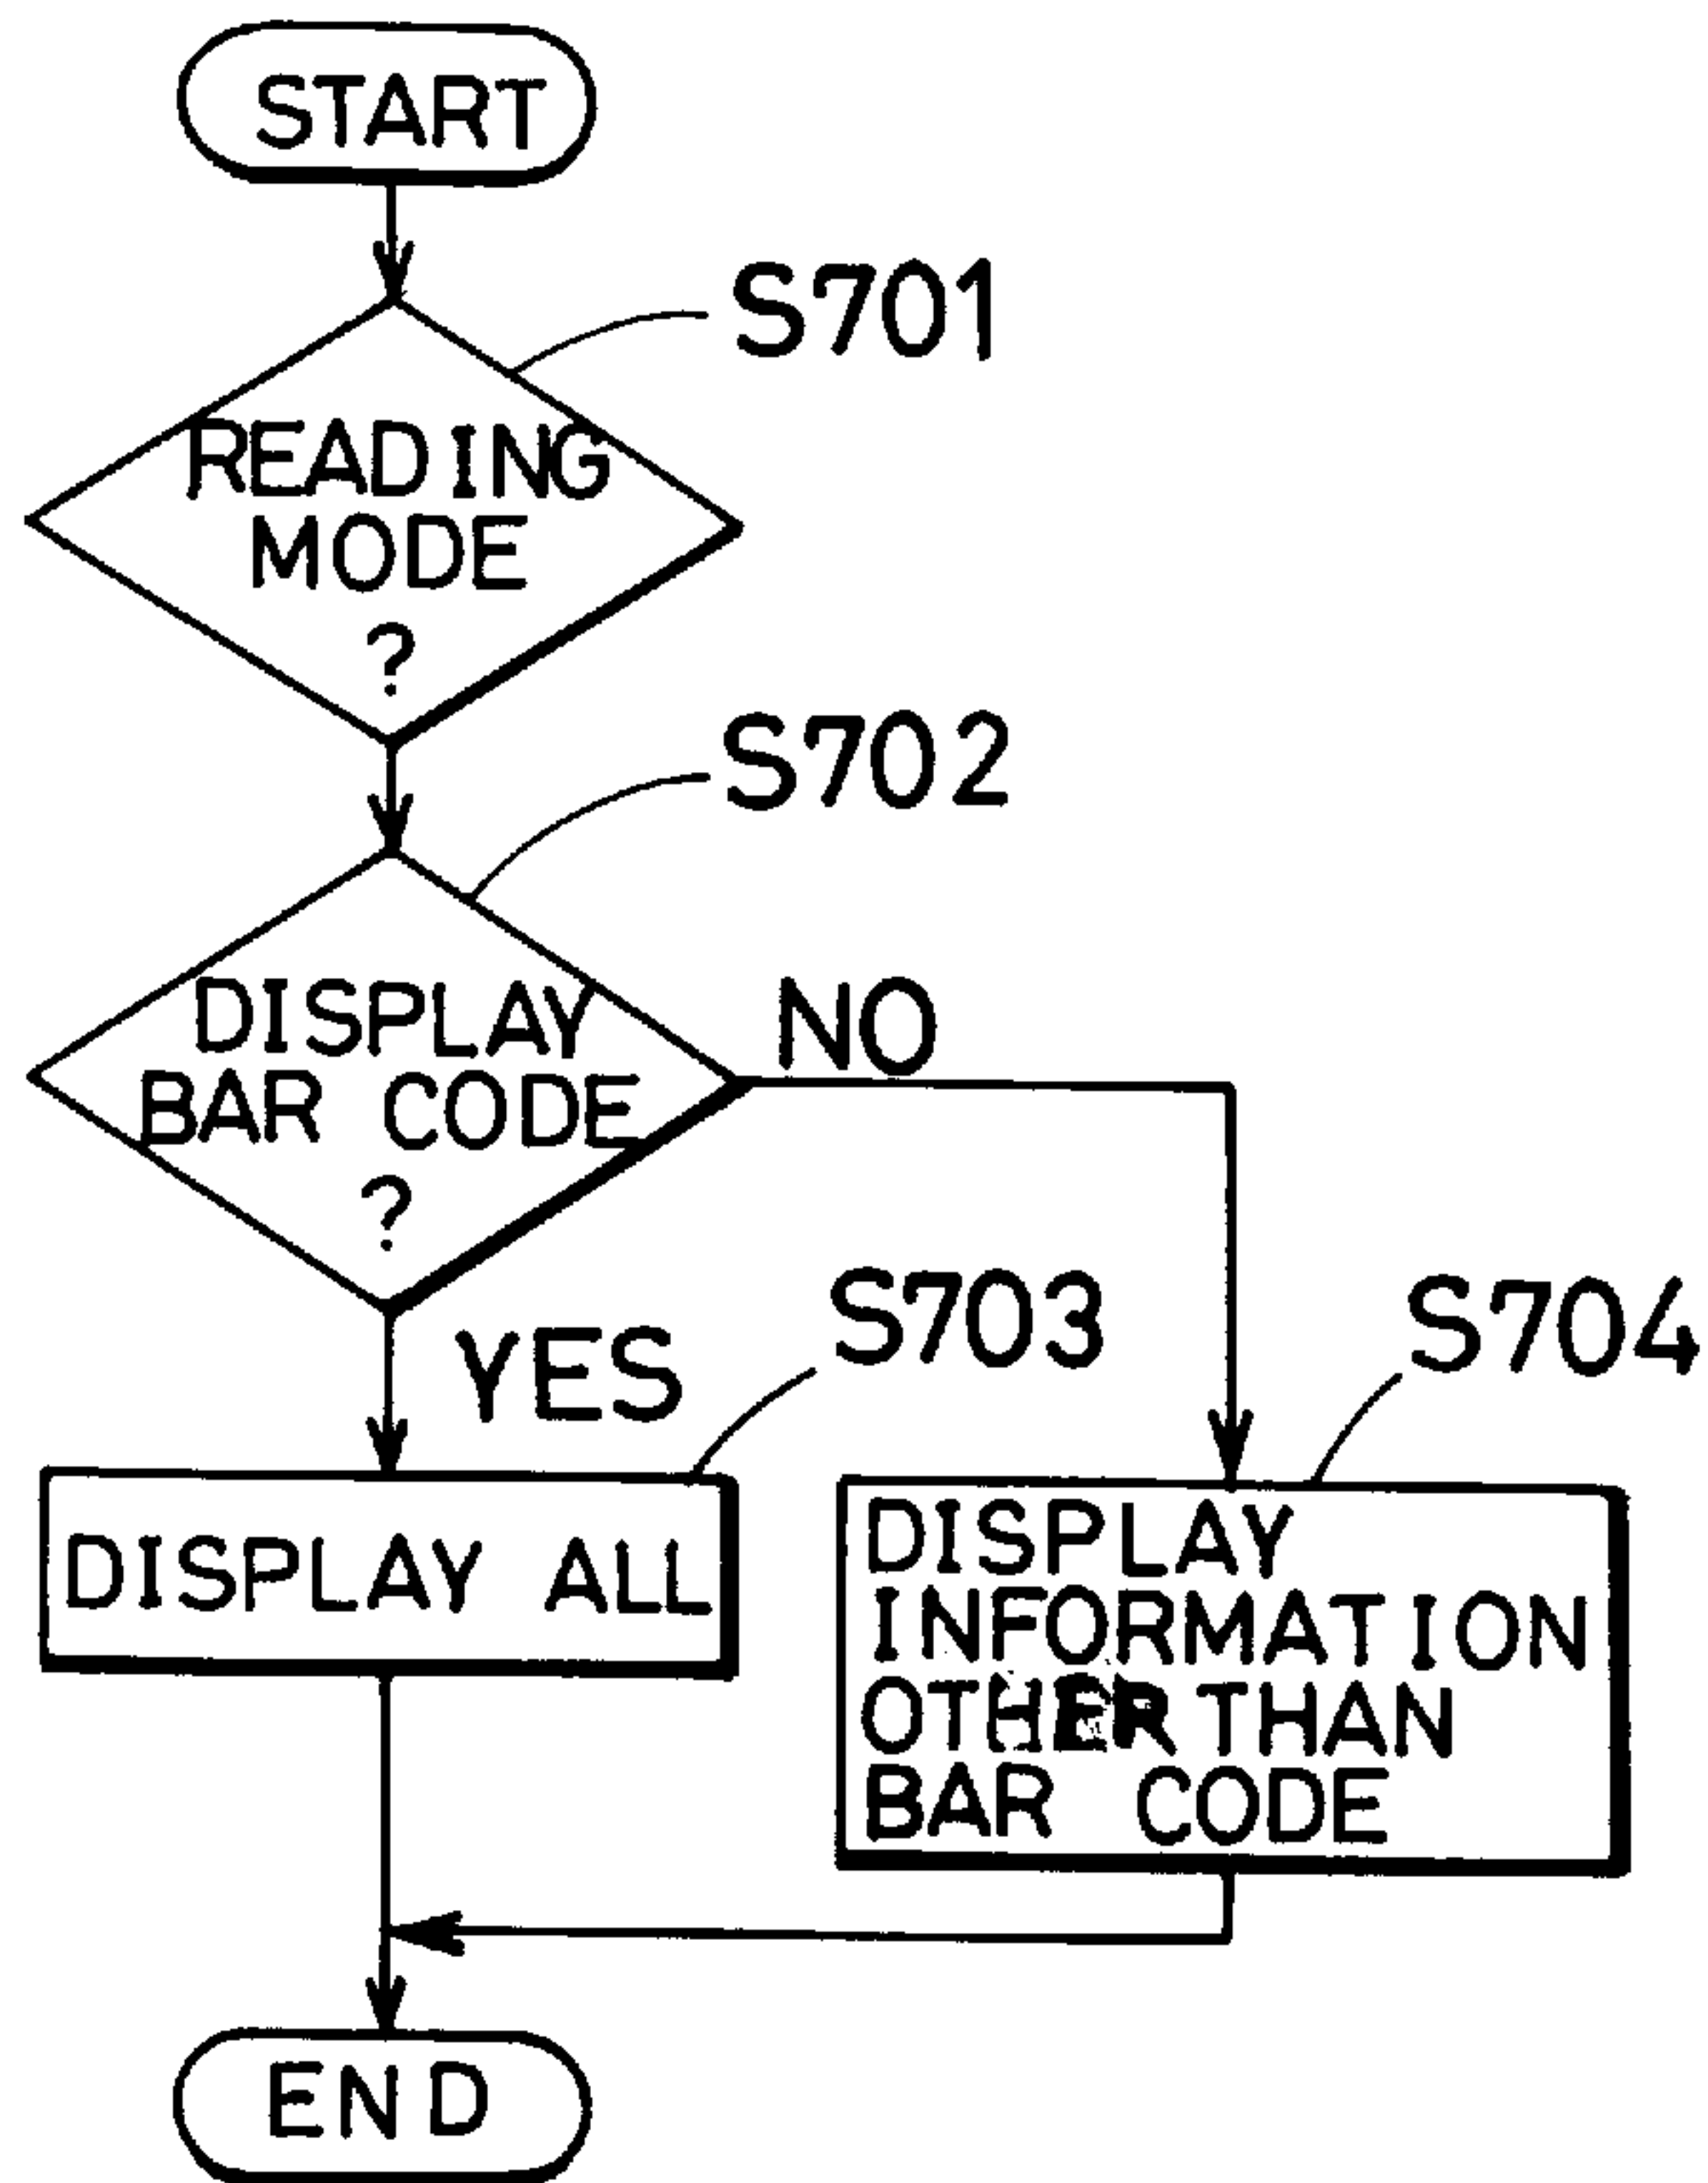 START
S701
READING
MODE
?
S702
DISPLAY
BAR CODE
?
NO
YES
S703
S704
DISPLAY ALL
DISPLAY
INFORMATION
OTHER THAN
BAR CODE
END